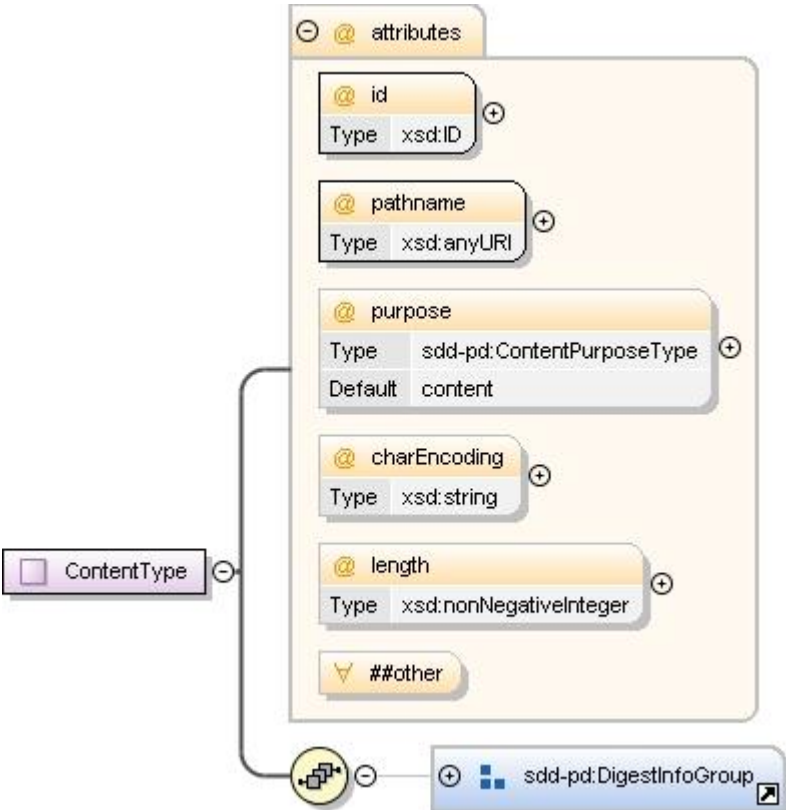 @ attributes
@ id
Type xsd:ID
@ pathname
Type xsd:anyURI
@ purpose
Type sdd-pd:ContentPurposeType
Default content
@ charEncoding
Type xsd:string
ContentType
@ length
Type xsd:nonNegativeInteger
∀ ##other
sdd-pd:DigestInfoGroup